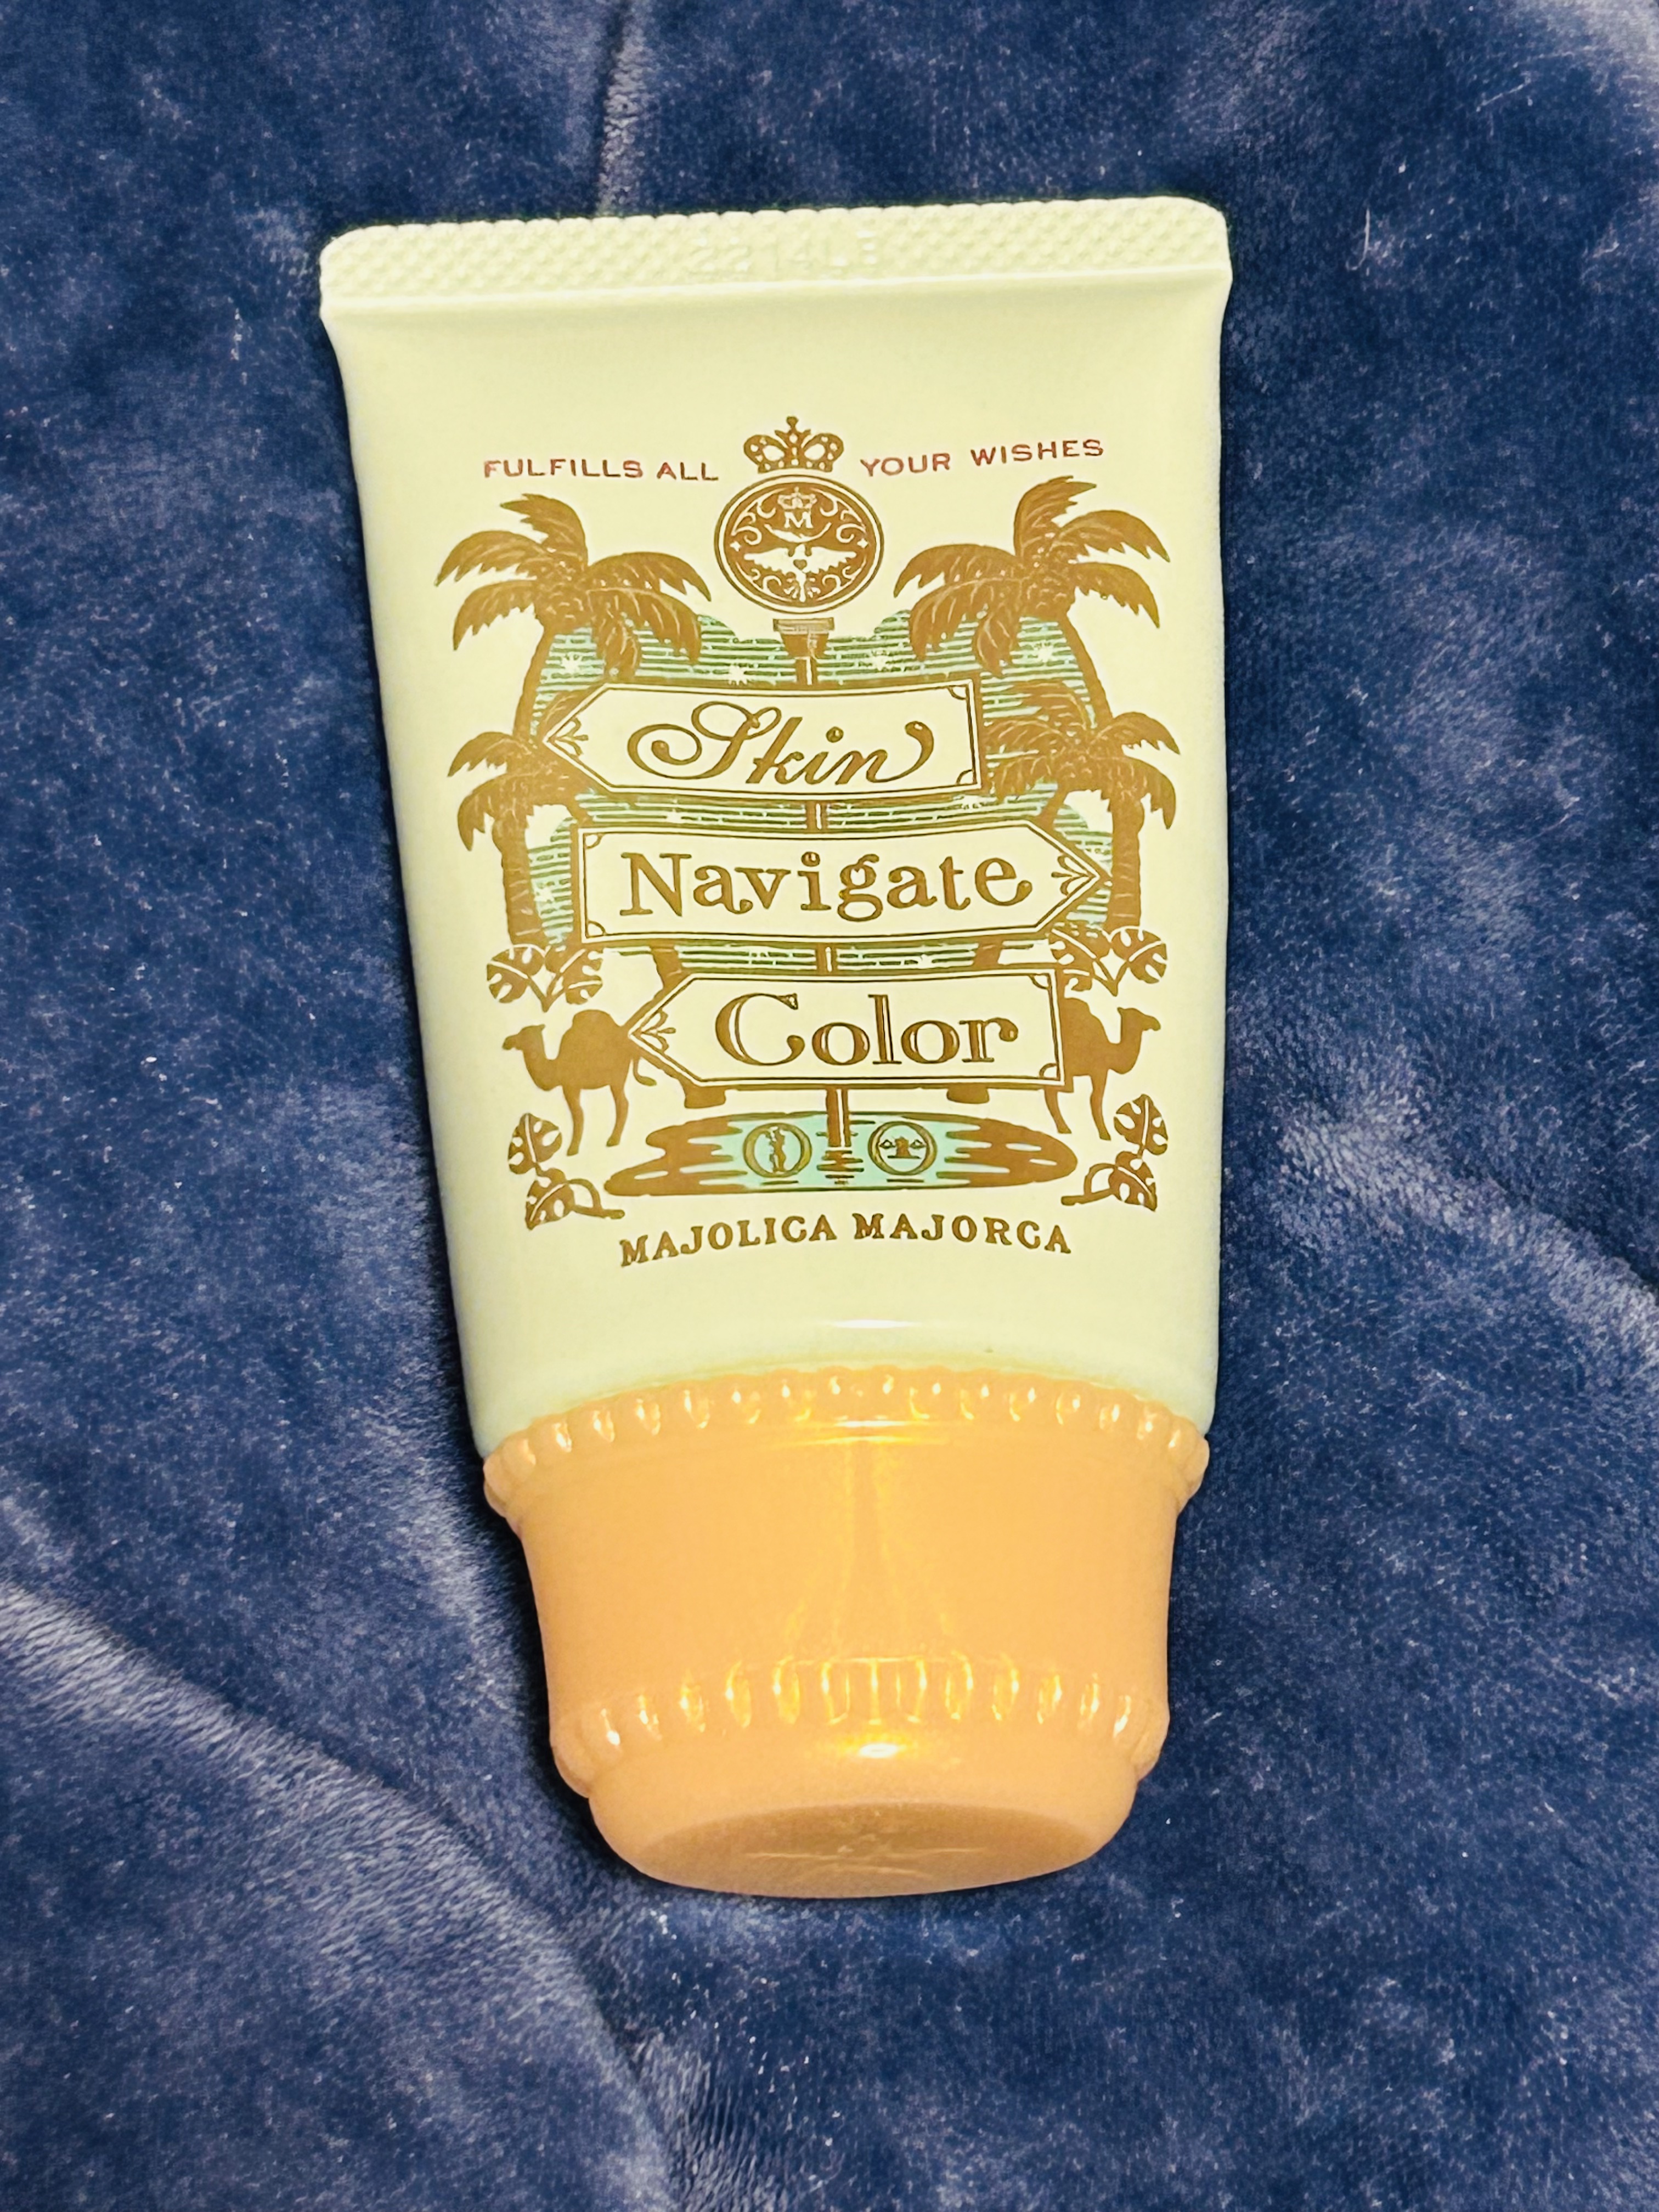 FULFILLS ALL YOUR WISHES
M
Skin
Navigate
Color
MAJOLICA MAJORCA